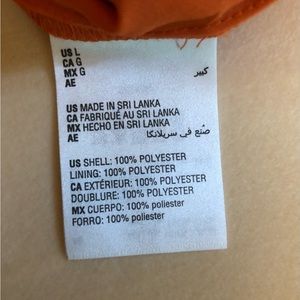 US L
CA G
MX G
AE كبير
US MADE IN SRI LANKA
CA FABRIQUÉ AU SRI LANKA
MX HECHO EN SRI LANKA
AE صنع في سريلانكا
US SHELL: 100% POLYESTER
LINING: 100% POLYESTER
CA EXTÉRIEUR: 100% POLYESTER
DOUBLURE: 100% POLYESTER
MX CUERPO: 100% poliester
FORRO: 100% poliester